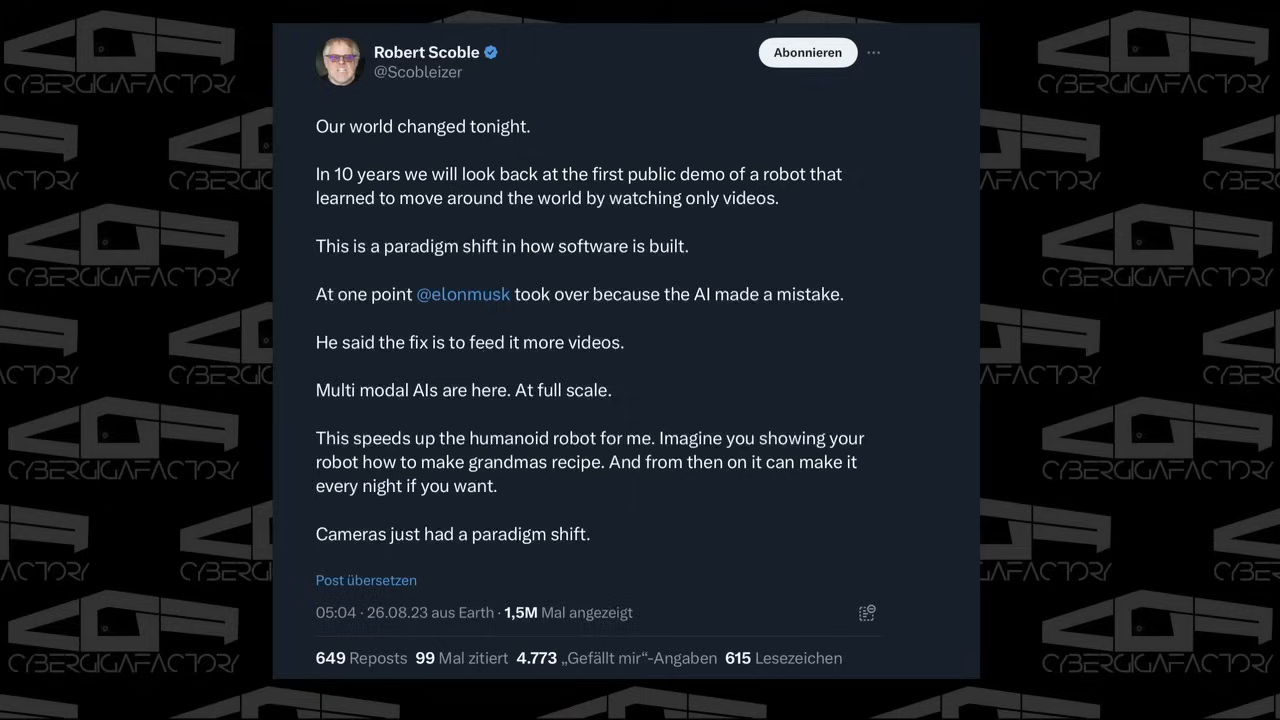 Robert Scoble
@Scobleizer
Abonnieren
Our world changed tonight.
In 10 years we will look back at the first public demo of a robot that
learned to move around the world by watching only videos.
This is a paradigm shift in how software is built.
At one point @elonmusk took over because the AI made a mistake.
He said the fix is to feed it more videos.
Multi modal AIs are here. At full scale.
This speeds up the humanoid robot for me. Imagine you showing your
robot how to make grandmas recipe. And from then on it can make it
every night if you want.
Cameras just had a paradigm shift.
Post übersetzen
05:04 · 26.08.23 aus Earth · 1,5M Mal angezeigt
649 Reposts 99 Mal zitiert 4.773 „Gefällt mir“-Angaben 615 Lesezeichen
CYBERGIGAFACTORY
CYBERGIGAFACTORY
CYBERGIGAFACTORY
CYBERGIGAFACTORY
CYBERGIGAFACTORY
CYBERGIGAFACTORY
CYBERGIGAFACTORY
CYBERGIGAFACTORY